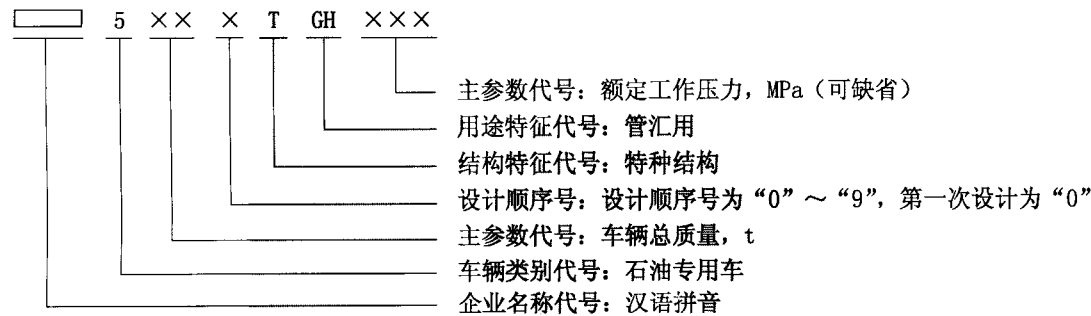 5 ×× × T GH ×××
主参数代号：额定工作压力，MPa（可缺省）
用途特征代号：管汇用
结构特征代号：特种结构
设计顺序号：设计顺序号为“0”～“9”，第一次设计为“0”
主参数代号：车辆总质量，t
车辆类别代号：石油专用车
企业名称代号：汉语拼音